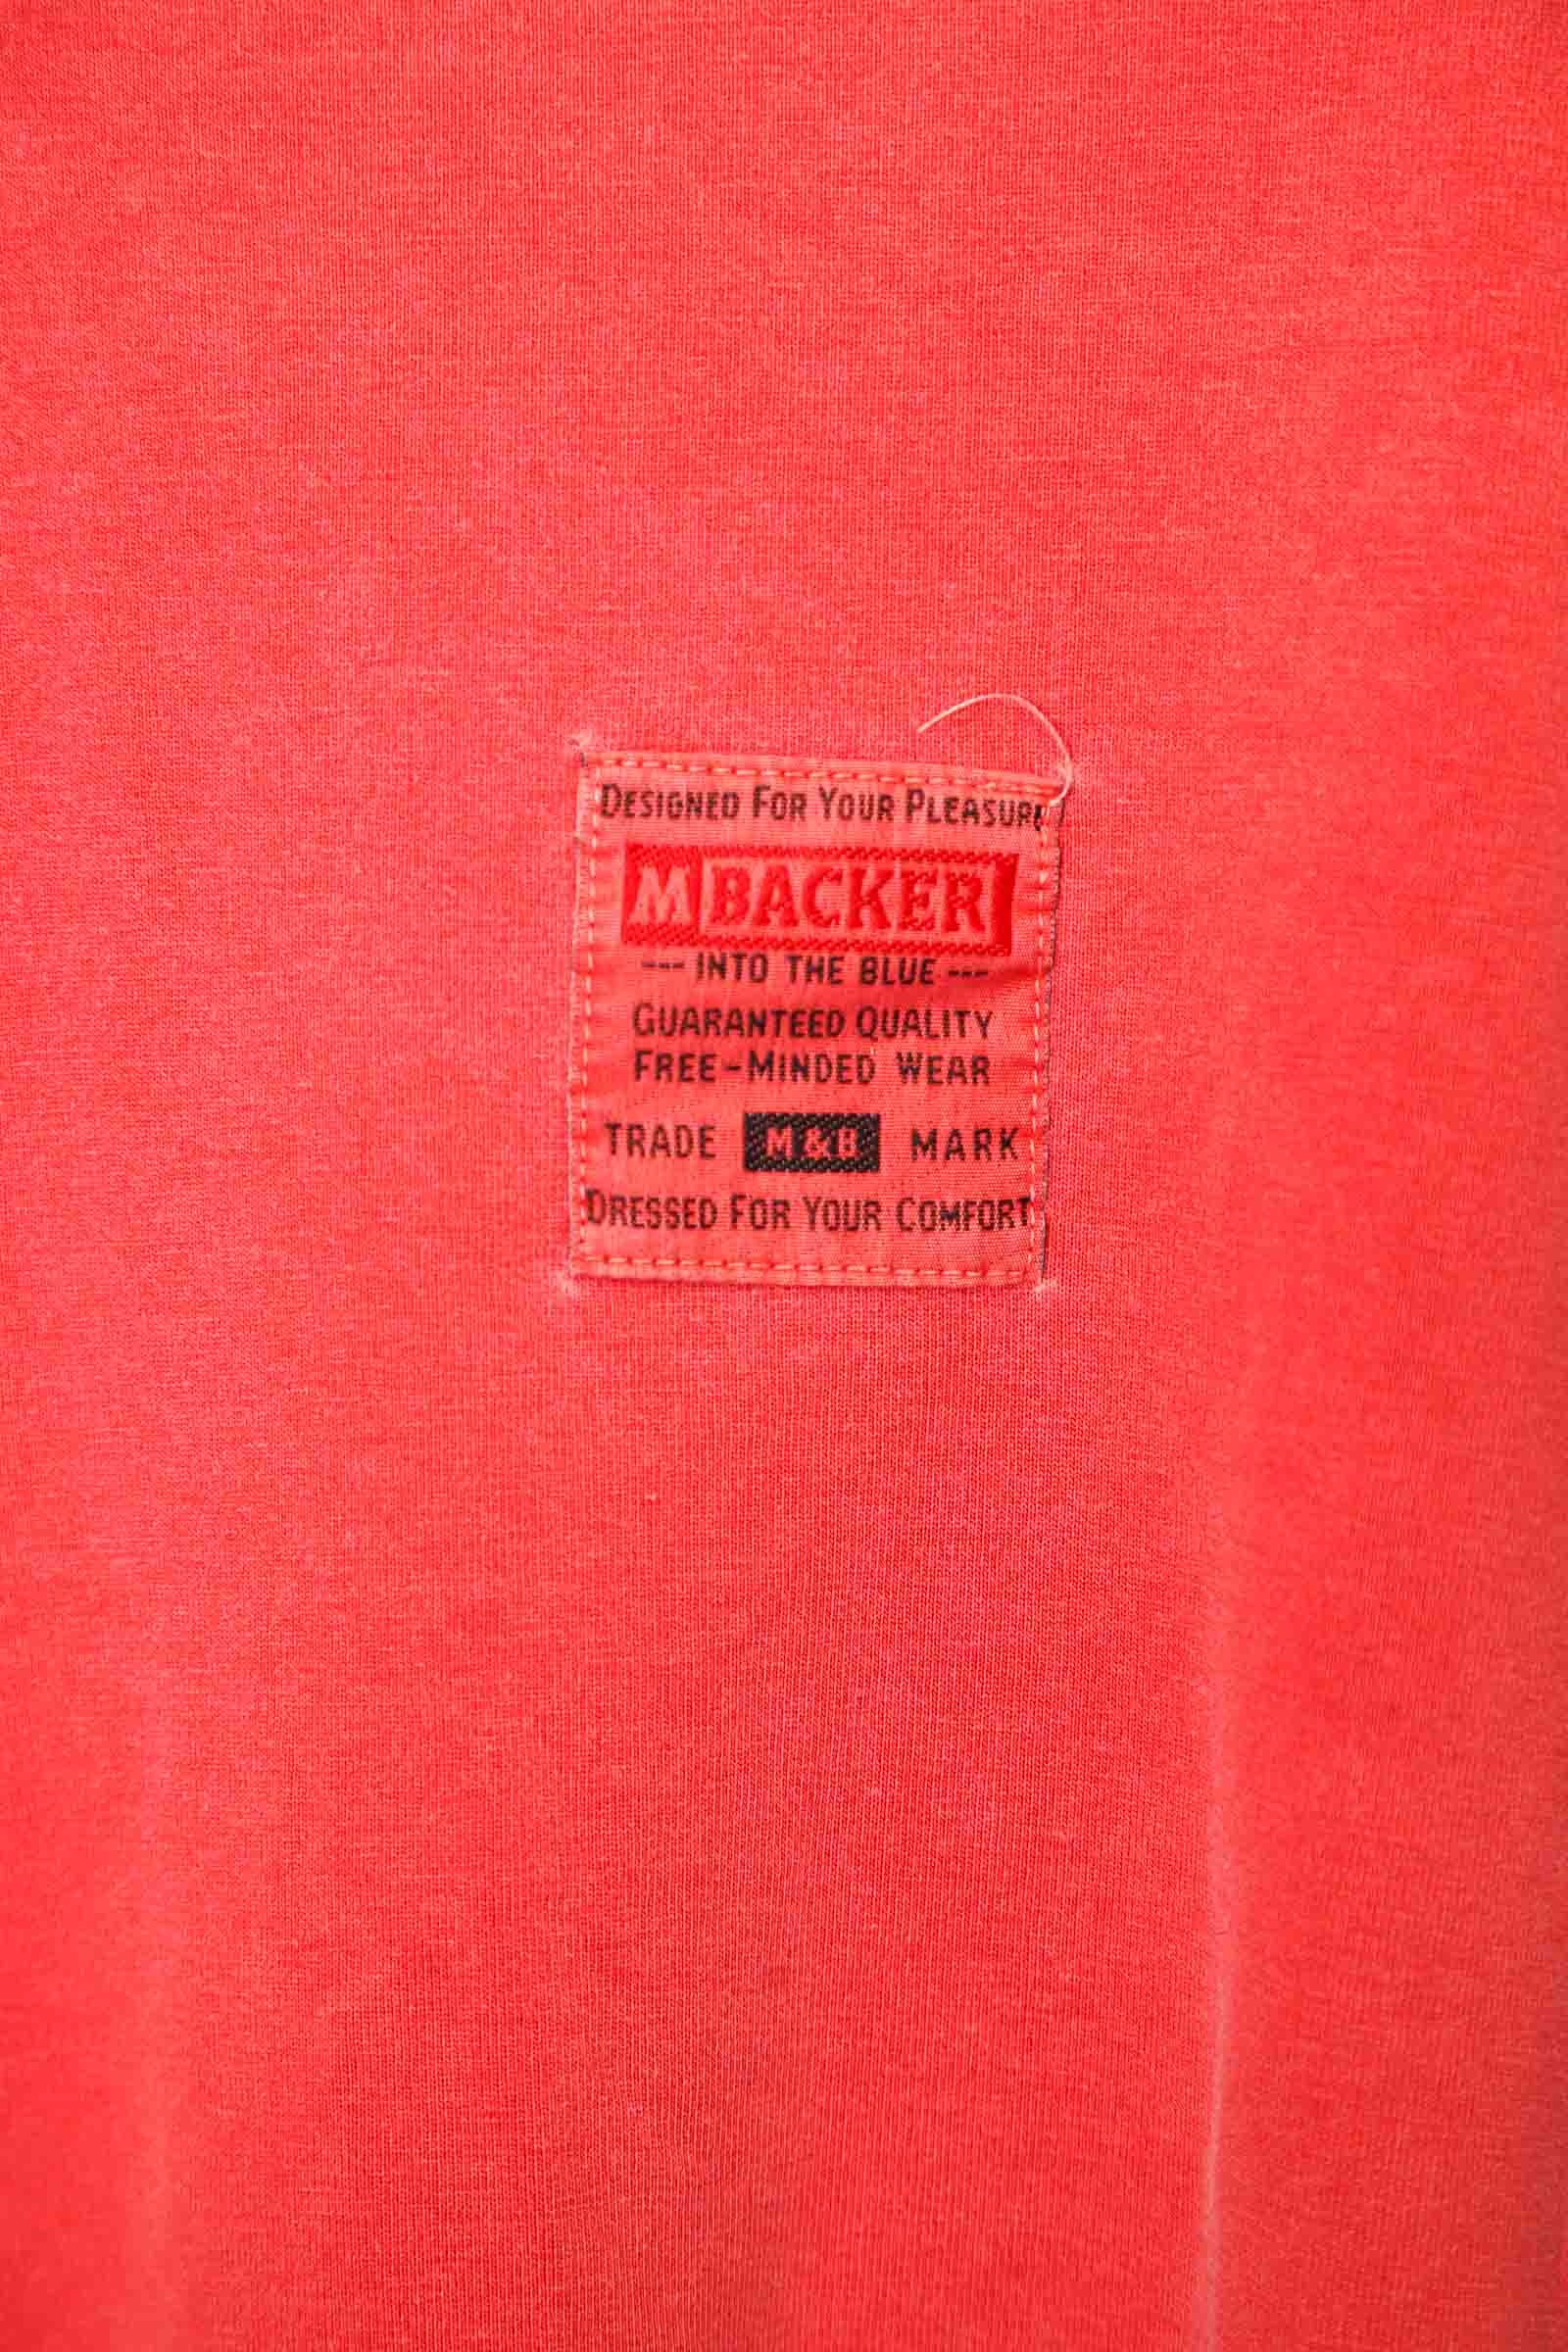 DESIGNED FOR YOUR PLEASURE
M BACKER
--- INTO THE BLUE ---
GUARANTEED QUALITY
FREE-MINDED WEAR
TRADE M&B MARK
DRESSED FOR YOUR COMFORT